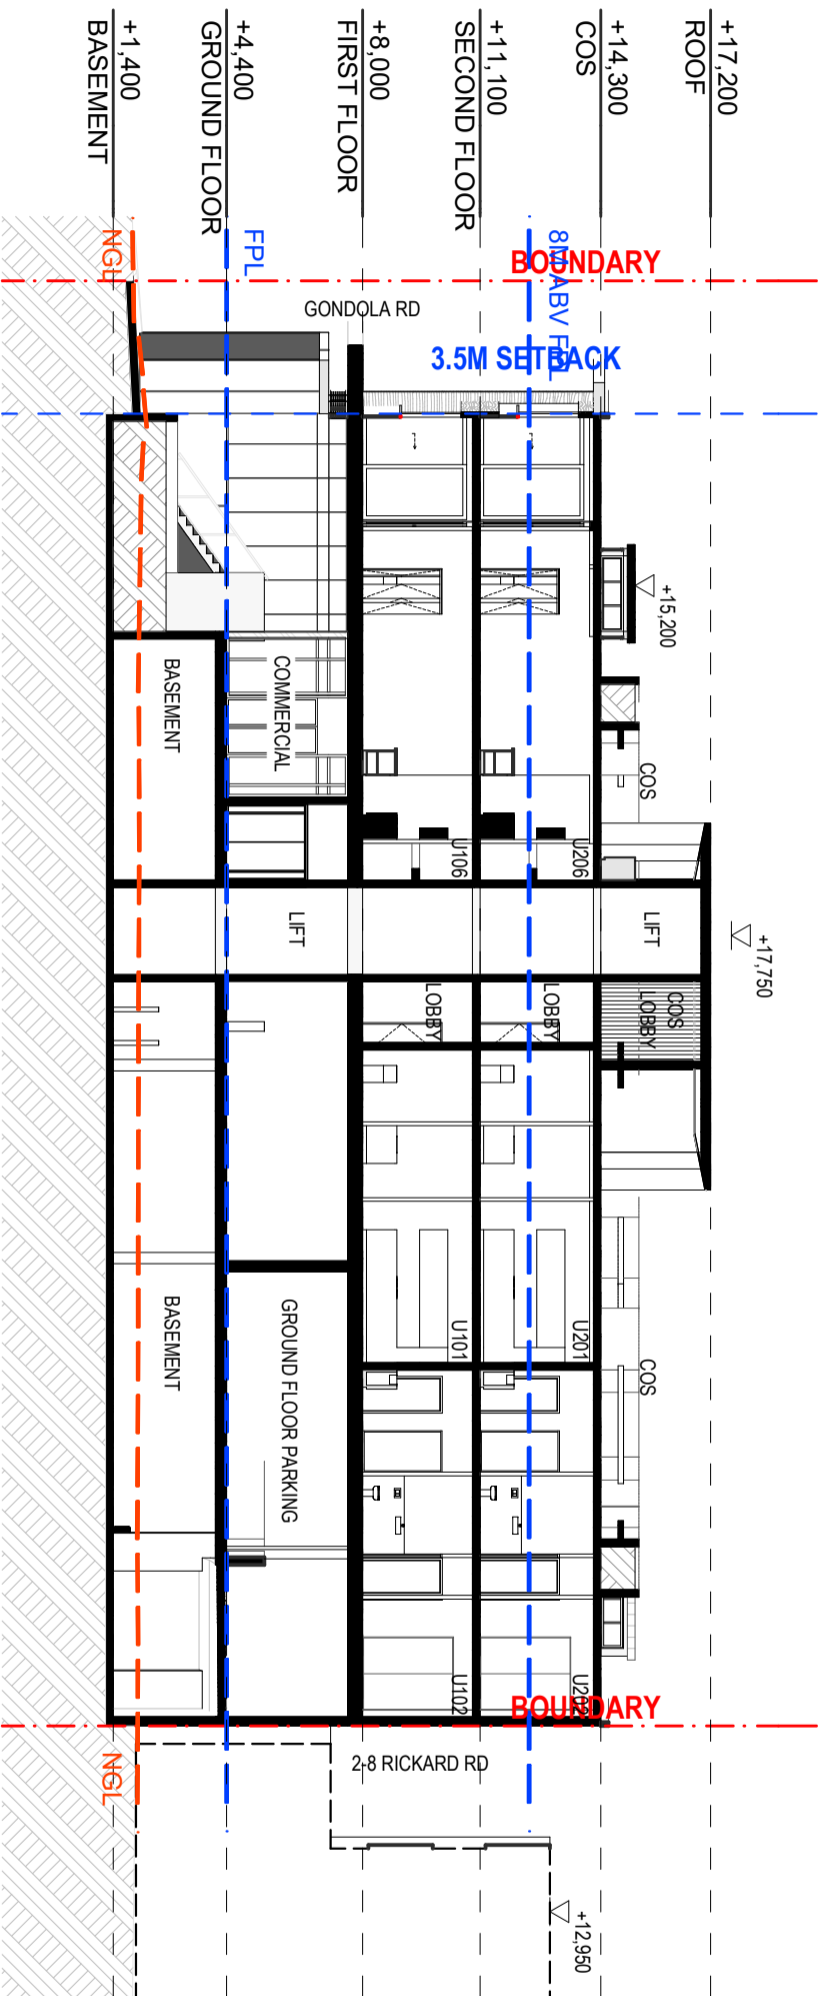 +17,200
ROOF
+14,300
COS
+11,100
SECOND FLOOR
+8,000
FIRST FLOOR
+4,400
GROUND FLOOR
+1,400
BASEMENT
BOUNDARY
8M ABV FPL
FPL
NGL
3.5M SETBACK
GONDOLA RD
+15,200
+17,750
COS
LIFT
COS
LOBBY
COS
U206
LOBBY
U201
U202
U106
LOBBY
U101
U102
COMMERCIAL
LIFT
GROUND FLOOR PARKING
BASEMENT
BASEMENT
BOUNDARY
NGL
2-8 RICKARD RD
+12,950